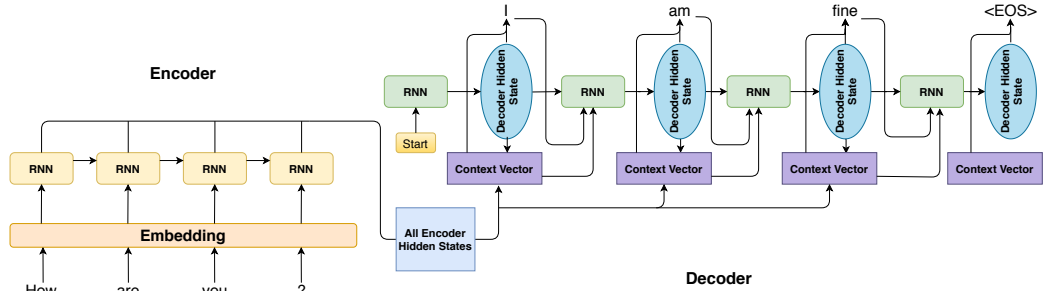 I am fine <EOS>
Encoder
Decoder Hidden State
Decoder Hidden State
Decoder Hidden State
Decoder Hidden State
RNN RNN RNN RNN
Start
RNN RNN RNN RNN
Context Vector Context Vector Context Vector Context Vector
All Encoder
Hidden States
Embedding
Decoder
How are you ?